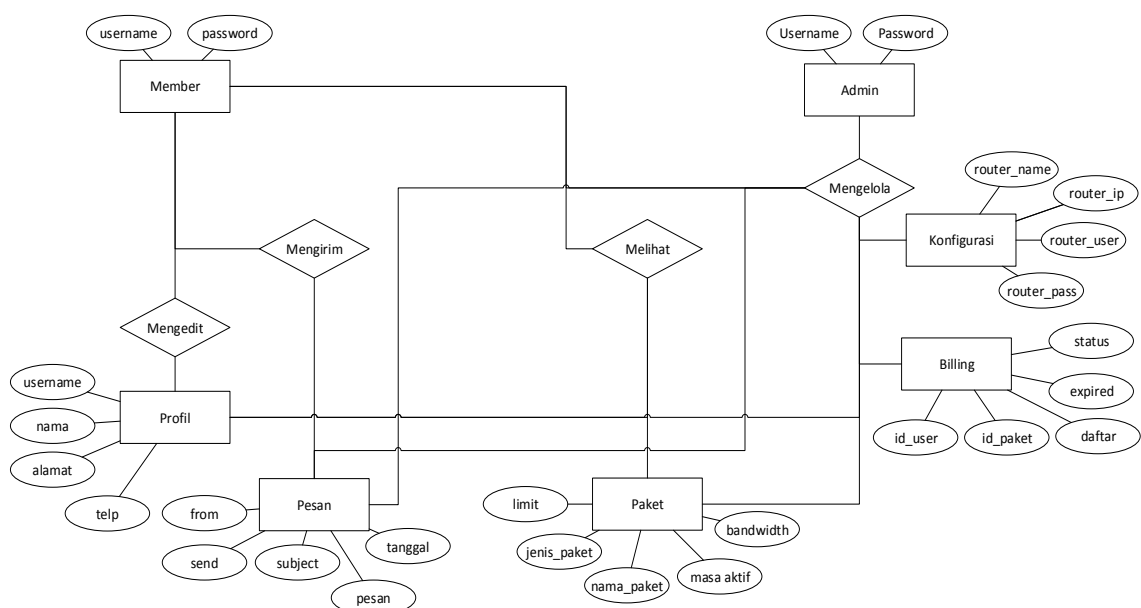 username
password
Username
Password
Member
Admin
router_name
Mengelola
router_ip
Konfigurasi
router_user
Mengirim
Melihat
router_pass
Mengedit
status
Billing
username
expired
Profil
nama
id_user
id_paket
daftar
alamat
telp
from
Pesan
limit
Paket
bandwidth
tanggal
jenis_paket
send
subject
nama_paket
masa aktif
pesan